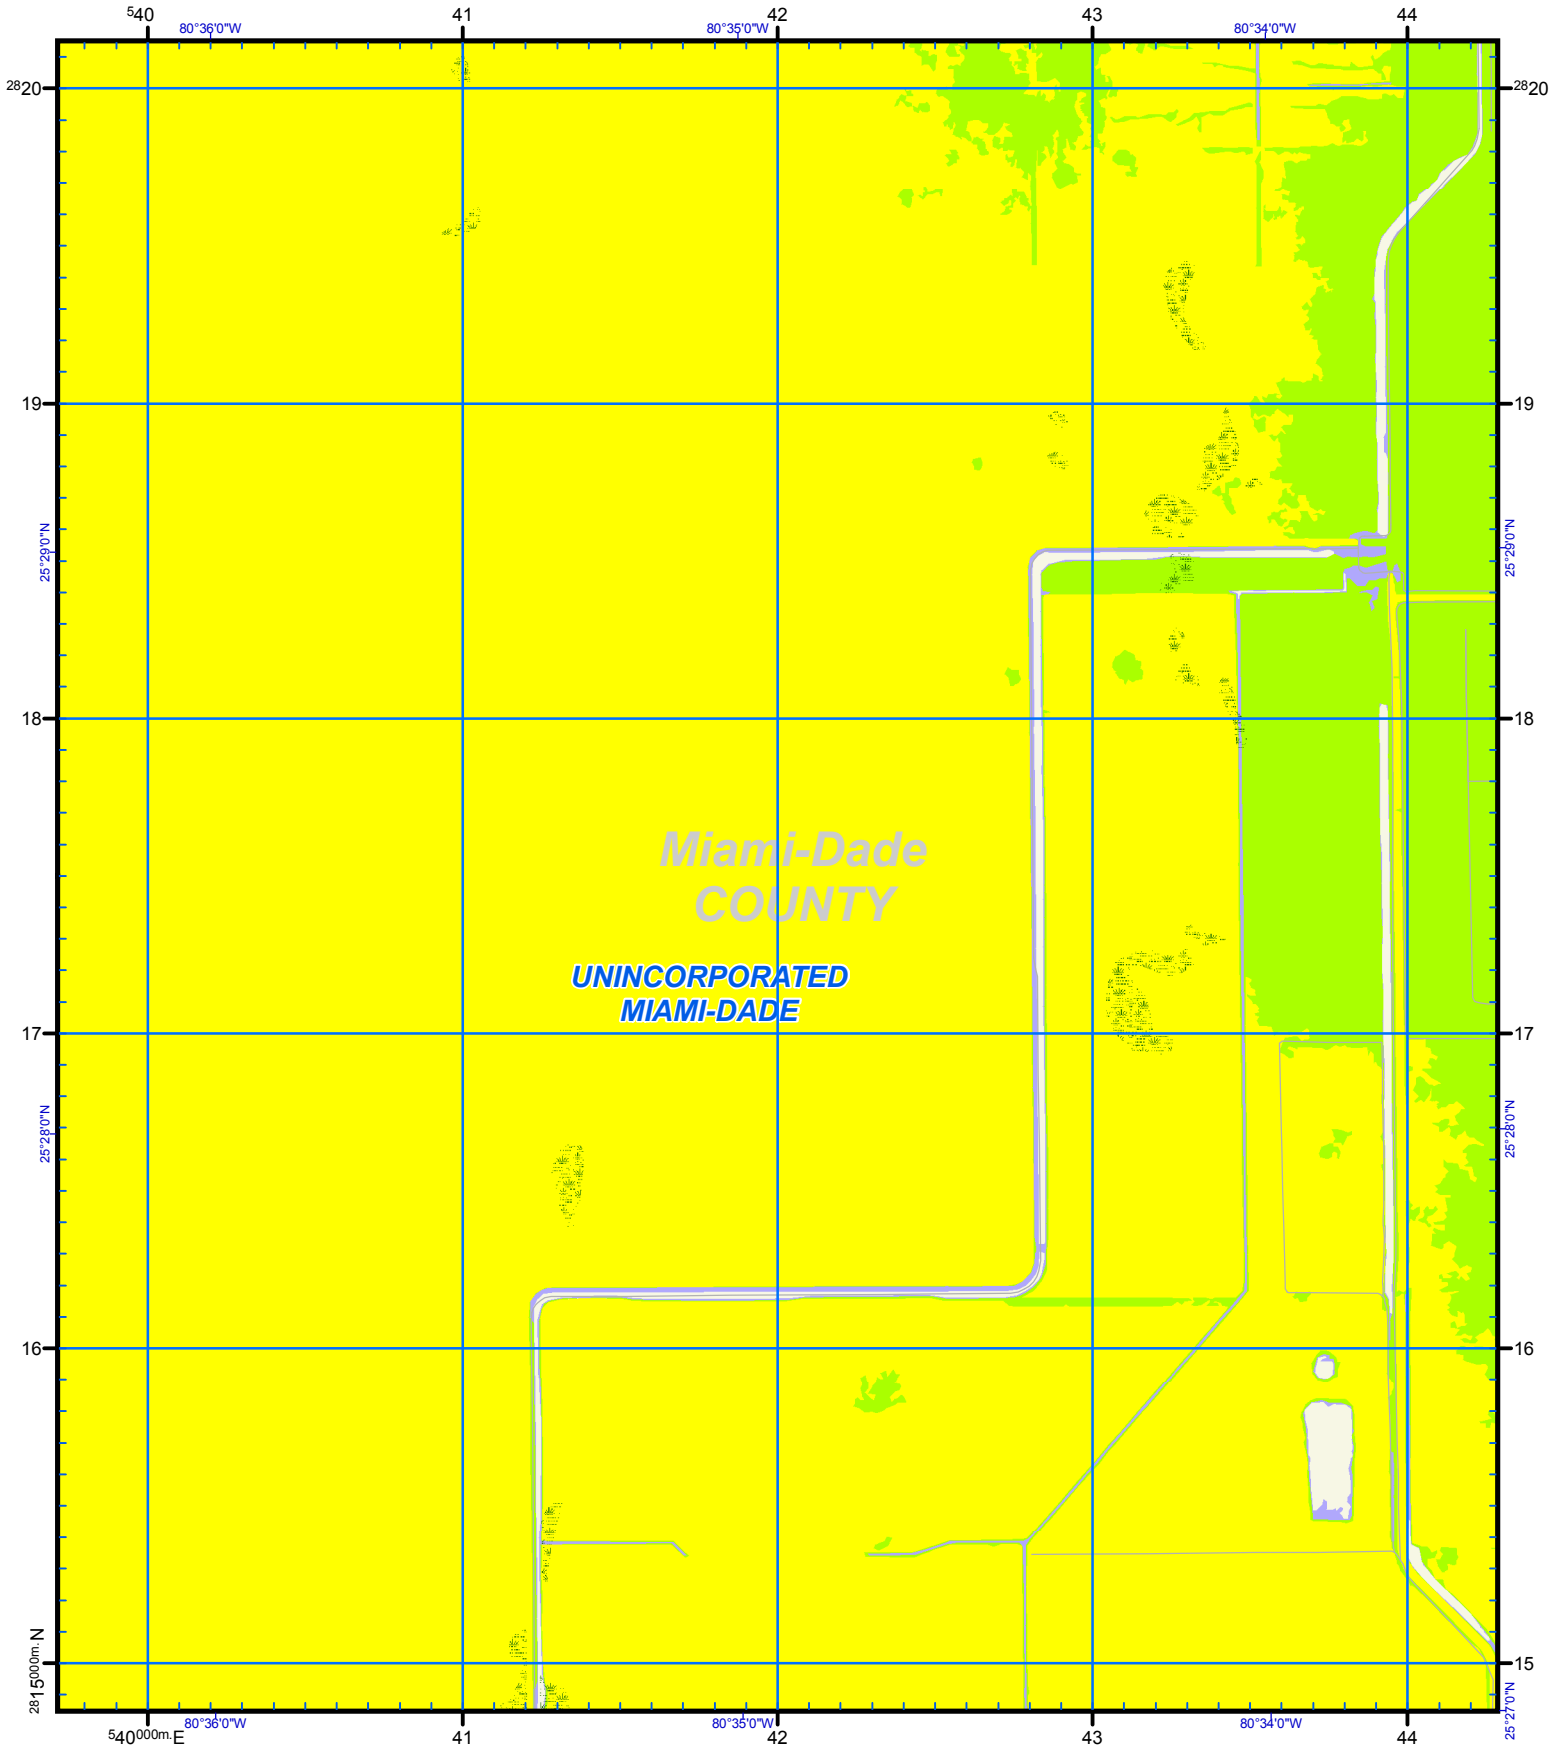 540 41 42 43 44
80°36'0"W 80°35'0"W 80°34'0"W
2820 2820
19 19
25°29'0"N 25°29'0"N
18 18
Miami-Dade
COUNTY
UNINCORPORATED
MIAMI-DADE
17 17
25°28'0"N 25°28'0"N
16 16
2815000m. N 15
25°27'0"N
80°36'0"W 80°35'0"W 80°34'0"W
540000m. E 41 42 43 44